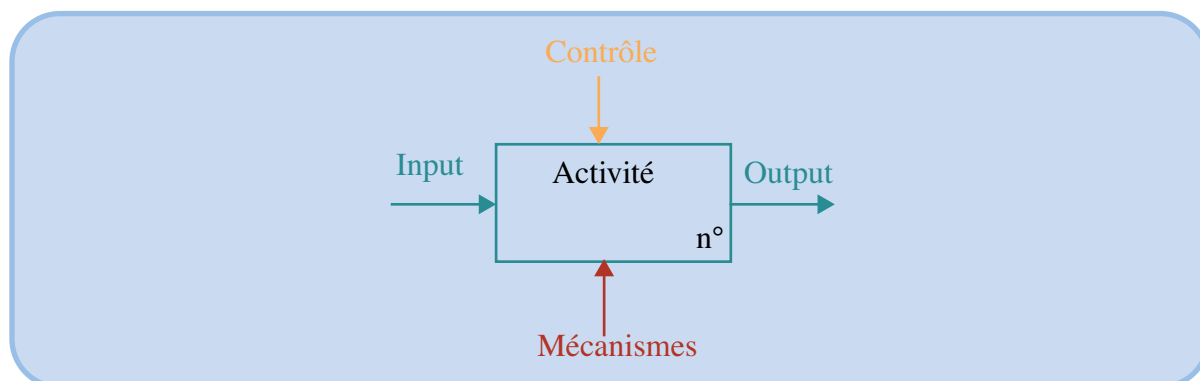 Contrôle
Input
Activité
Output
n°
Mécanismes